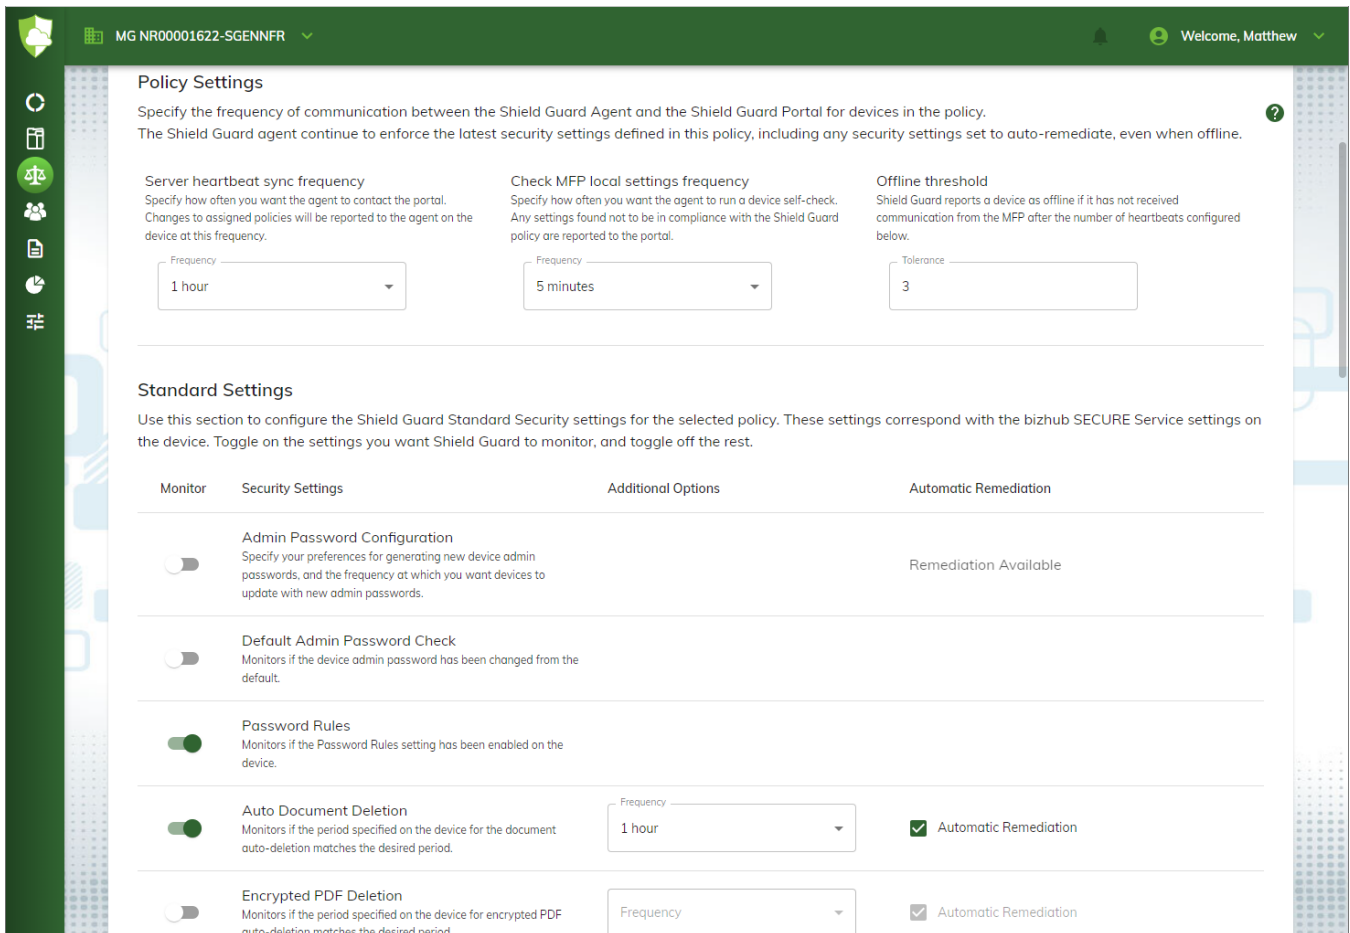 MG NR00001622-SGENNFR
Welcome, Matthew
Policy Settings
Specify the frequency of communication between the Shield Guard Agent and the Shield Guard Portal for devices in the policy.
The Shield Guard agent continue to enforce the latest security settings defined in this policy, including any security settings set to auto-remediate, even when offline.
?
Server heartbeat sync frequency
Specify how often you want the agent to contact the portal.
Changes to assigned policies will be reported to the agent on the
device at this frequency.
Frequency
1 hour
Check MFP local settings frequency
Specify how often you want the agent to run a device self-check.
Any settings found not to be in compliance with the Shield Guard
policy are reported to the portal.
Frequency
5 minutes
Offline threshold
Shield Guard reports a device as offline if it has not received
communication from the MFP after the number of heartbeats configured
below.
Tolerance
3
Standard Settings
Use this section to configure the Shield Guard Standard Security settings for the selected policy. These settings correspond with the bizhub SECURE Service settings on
the device. Toggle on the settings you want Shield Guard to monitor, and toggle off the rest.
Monitor Security Settings Additional Options Automatic Remediation
Admin Password Configuration
Specify your preferences for generating new device admin
passwords, and the frequency at which you want devices to
update with new admin passwords.
Remediation Available
Default Admin Password Check
Monitors if the device admin password has been changed from the
default.
Password Rules
Monitors if the Password Rules setting has been enabled on the
device.
Auto Document Deletion
Monitors if the period specified on the device for the document
auto-deletion matches the desired period.
Frequency
1 hour
Automatic Remediation
Encrypted PDF Deletion
Monitors if the period specified on the device for encrypted PDF
auto-deletion matches the desired period.
Frequency
Automatic Remediation